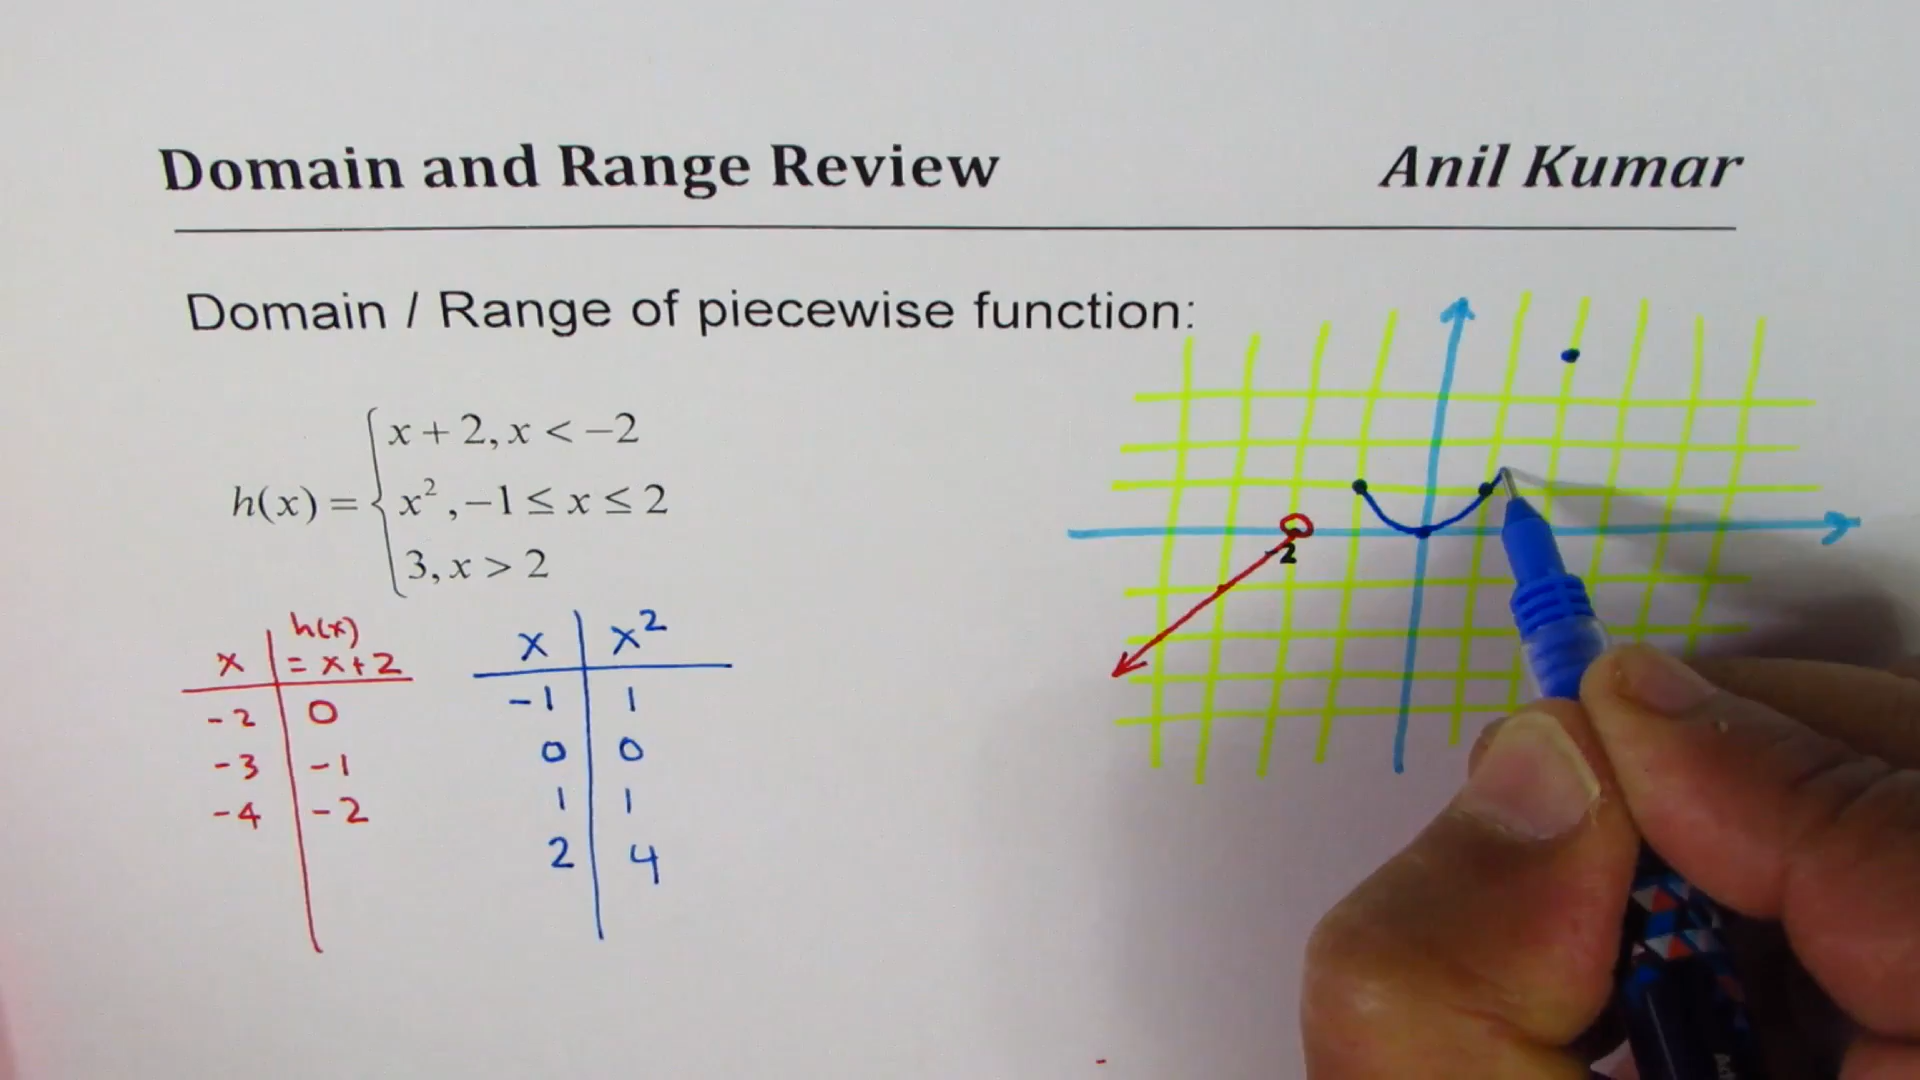 Domain and Range Review
Anil Kumar
Domain / Range of piecewise function:
x + 2, x < −2
h(x) = { x², −1 ≤ x ≤ 2
3, x > 2
x | h(x) = x+2
-2 | 0
-3 | -1
-4 | -2
x | x²
-1 | 1
0 | 0
1 | 1
2 | 4
-2